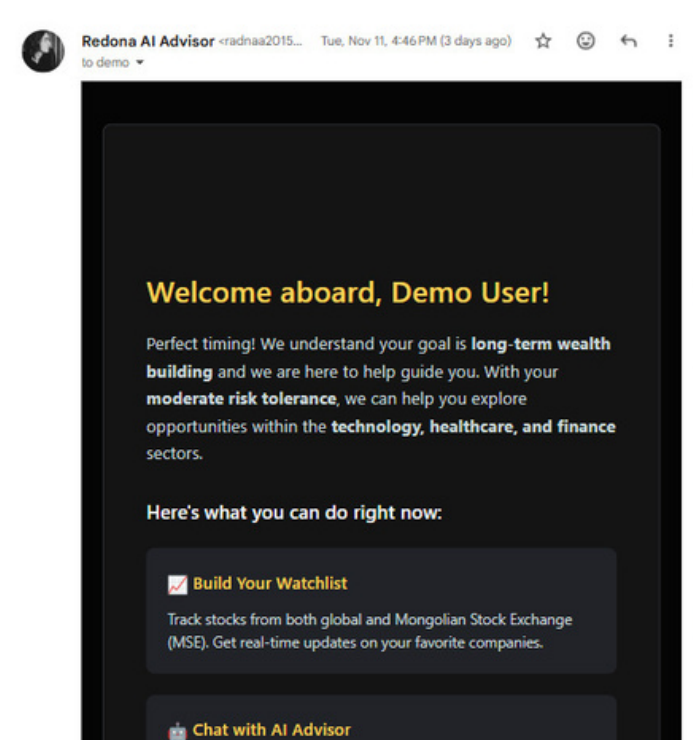 Redona AI Advisor <radnaa2015... Tue, Nov 11, 4:46 PM (3 days ago)
to demo
Welcome aboard, Demo User!
Perfect timing! We understand your goal is long-term wealth
building and we are here to help guide you. With your
moderate risk tolerance, we can help you explore
opportunities within the technology, healthcare, and finance
sectors.
Here's what you can do right now:
Build Your Watchlist
Track stocks from both global and Mongolian Stock Exchange
(MSE). Get real-time updates on your favorite companies.
Chat with AI Advisor